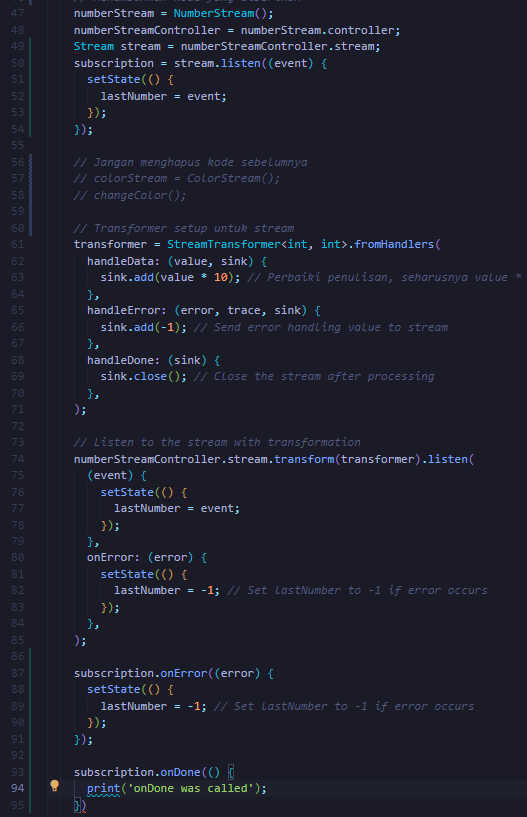 47 numberStream = NumberStream();
48 numberStreamController = numberStream.controller;
49 Stream stream = numberStreamController.stream;
50 subscription = stream.listen((event) {
51 setState(() {
52 lastNumber = event;
53 });
54 });
55
56 // Jangan menghapus kode sebelumnya
57 // colorStream = ColorStream();
58 // changeColor();
59
60 // Transformer setup untuk stream
61 transformer = StreamTransformer<int, int>.fromHandlers(
62 handleData: (value, sink) {
63 sink.add(value * 10); // Perbaiki penulisan, seharusnya value *
64 },
65 handleError: (error, trace, sink) {
66 sink.add(-1); // Send error handling value to stream
67 },
68 handleDone: (sink) {
69 sink.close(); // Close the stream after processing
70 },
71 );
72
73 // Listen to the stream with transformation
74 numberStreamController.stream.transform(transformer).listen(
75 (event) {
76 setState(() {
77 lastNumber = event;
78 });
79 },
80 onError: (error) {
81 setState(() {
82 lastNumber = -1; // Set lastNumber to -1 if error occurs
83 });
84 },
85 );
86
87 subscription.onError((error) {
88 setState(() {
89 lastNumber = -1; // Set lastNumber to -1 if error occurs
90 });
91 });
92
93 subscription.onDone(() {
94 print('onDone was called');
95 })